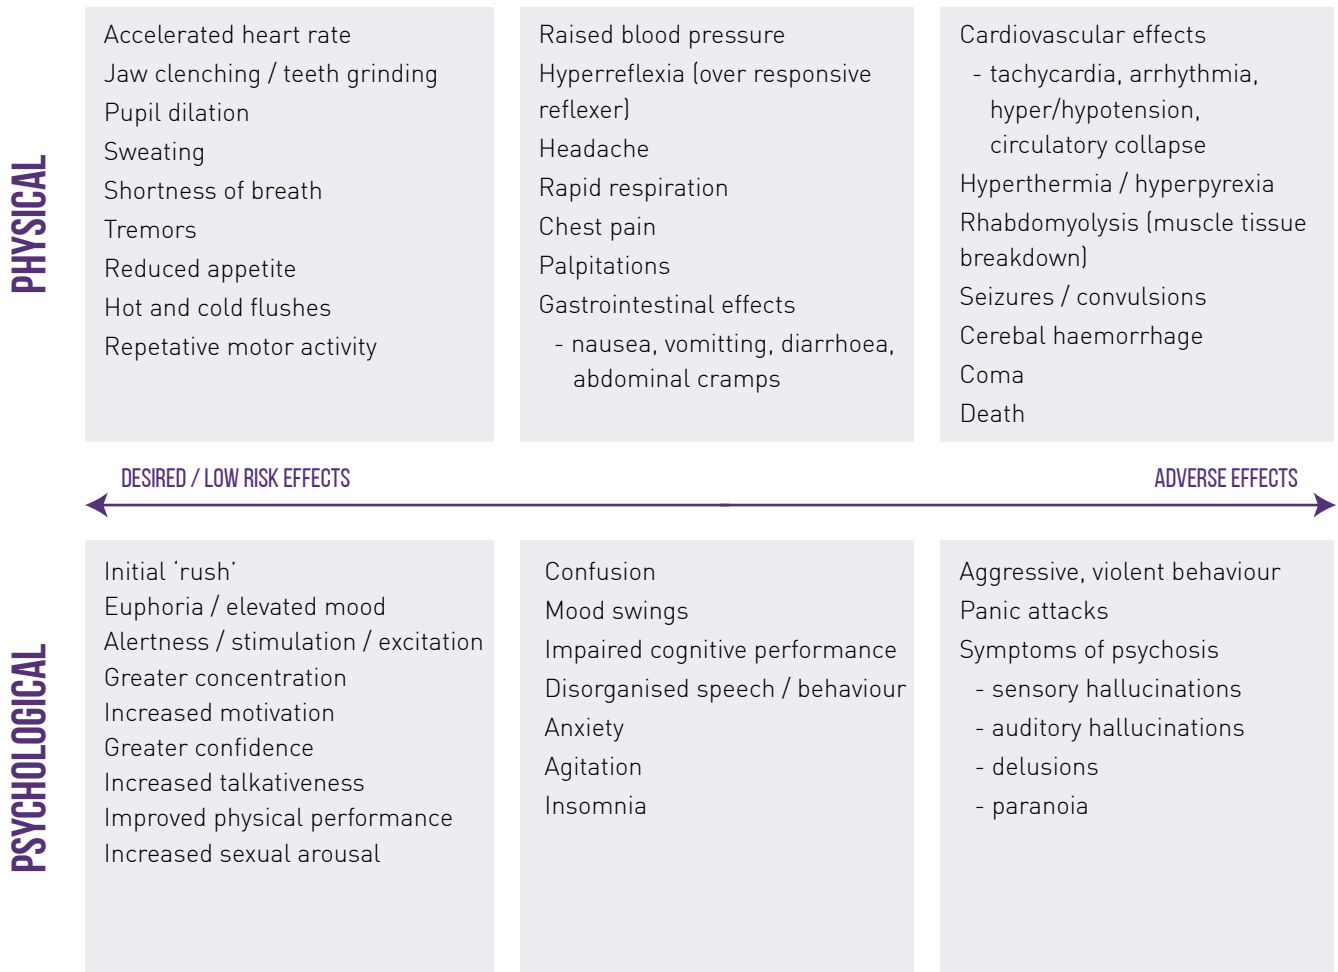 PHYSICAL
Accelerated heart rate
Jaw clenching / teeth grinding
Pupil dilation
Sweating
Shortness of breath
Tremors
Reduced appetite
Hot and cold flushes
Repetative motor activity
Raised blood pressure
Hyperreflexia (over responsive
reflexer)
Headache
Rapid respiration
Chest pain
Palpitations
Gastrointestinal effects
- nausea, vomitting, diarrhoea,
abdominal cramps
Cardiovascular effects
- tachycardia, arrhythmia,
hyper/hypotension,
circulatory collapse
Hyperthermia / hyperpyrexia
Rhabdomyolysis (muscle tissue
breakdown)
Seizures / convulsions
Cerebal haemorrhage
Coma
Death
DESIRED / LOW RISK EFFECTS
ADVERSE EFFECTS
PSYCHOLOGICAL
Initial ‘rush’
Euphoria / elevated mood
Alertness / stimulation / excitation
Greater concentration
Increased motivation
Greater confidence
Increased talkativeness
Improved physical performance
Increased sexual arousal
Confusion
Mood swings
Impaired cognitive performance
Disorganised speech / behaviour
Anxiety
Agitation
Insomnia
Aggressive, violent behaviour
Panic attacks
Symptoms of psychosis
- sensory hallucinations
- auditory hallucinations
- delusions
- paranoia